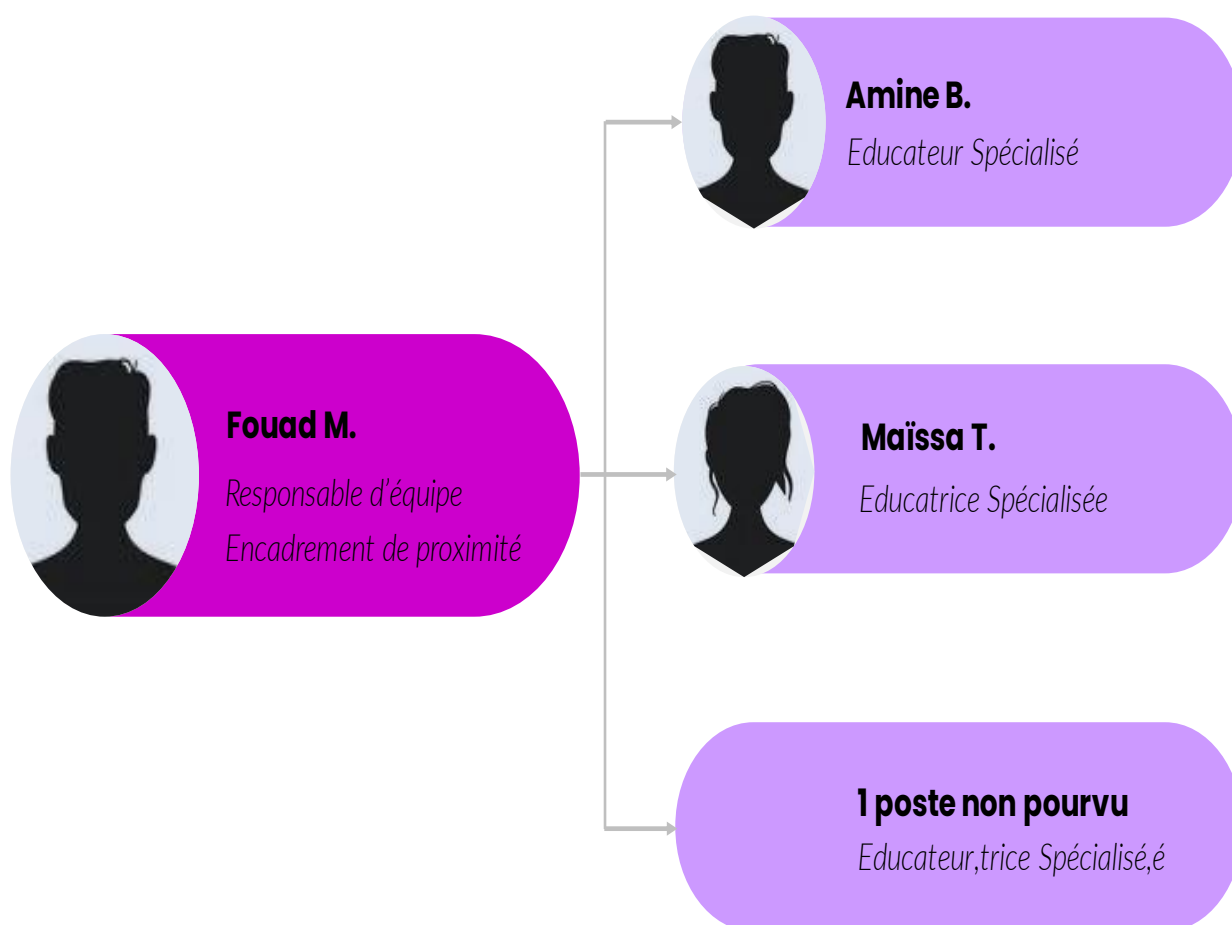 Amine B.
Educateur Spécialisé
Fouad M.
Responsable d'équipe
Encadrement de proximité
Maïssa T.
Educatrice Spécialisée
1 poste non pourvu
Educateur,trice Spécialisé,é